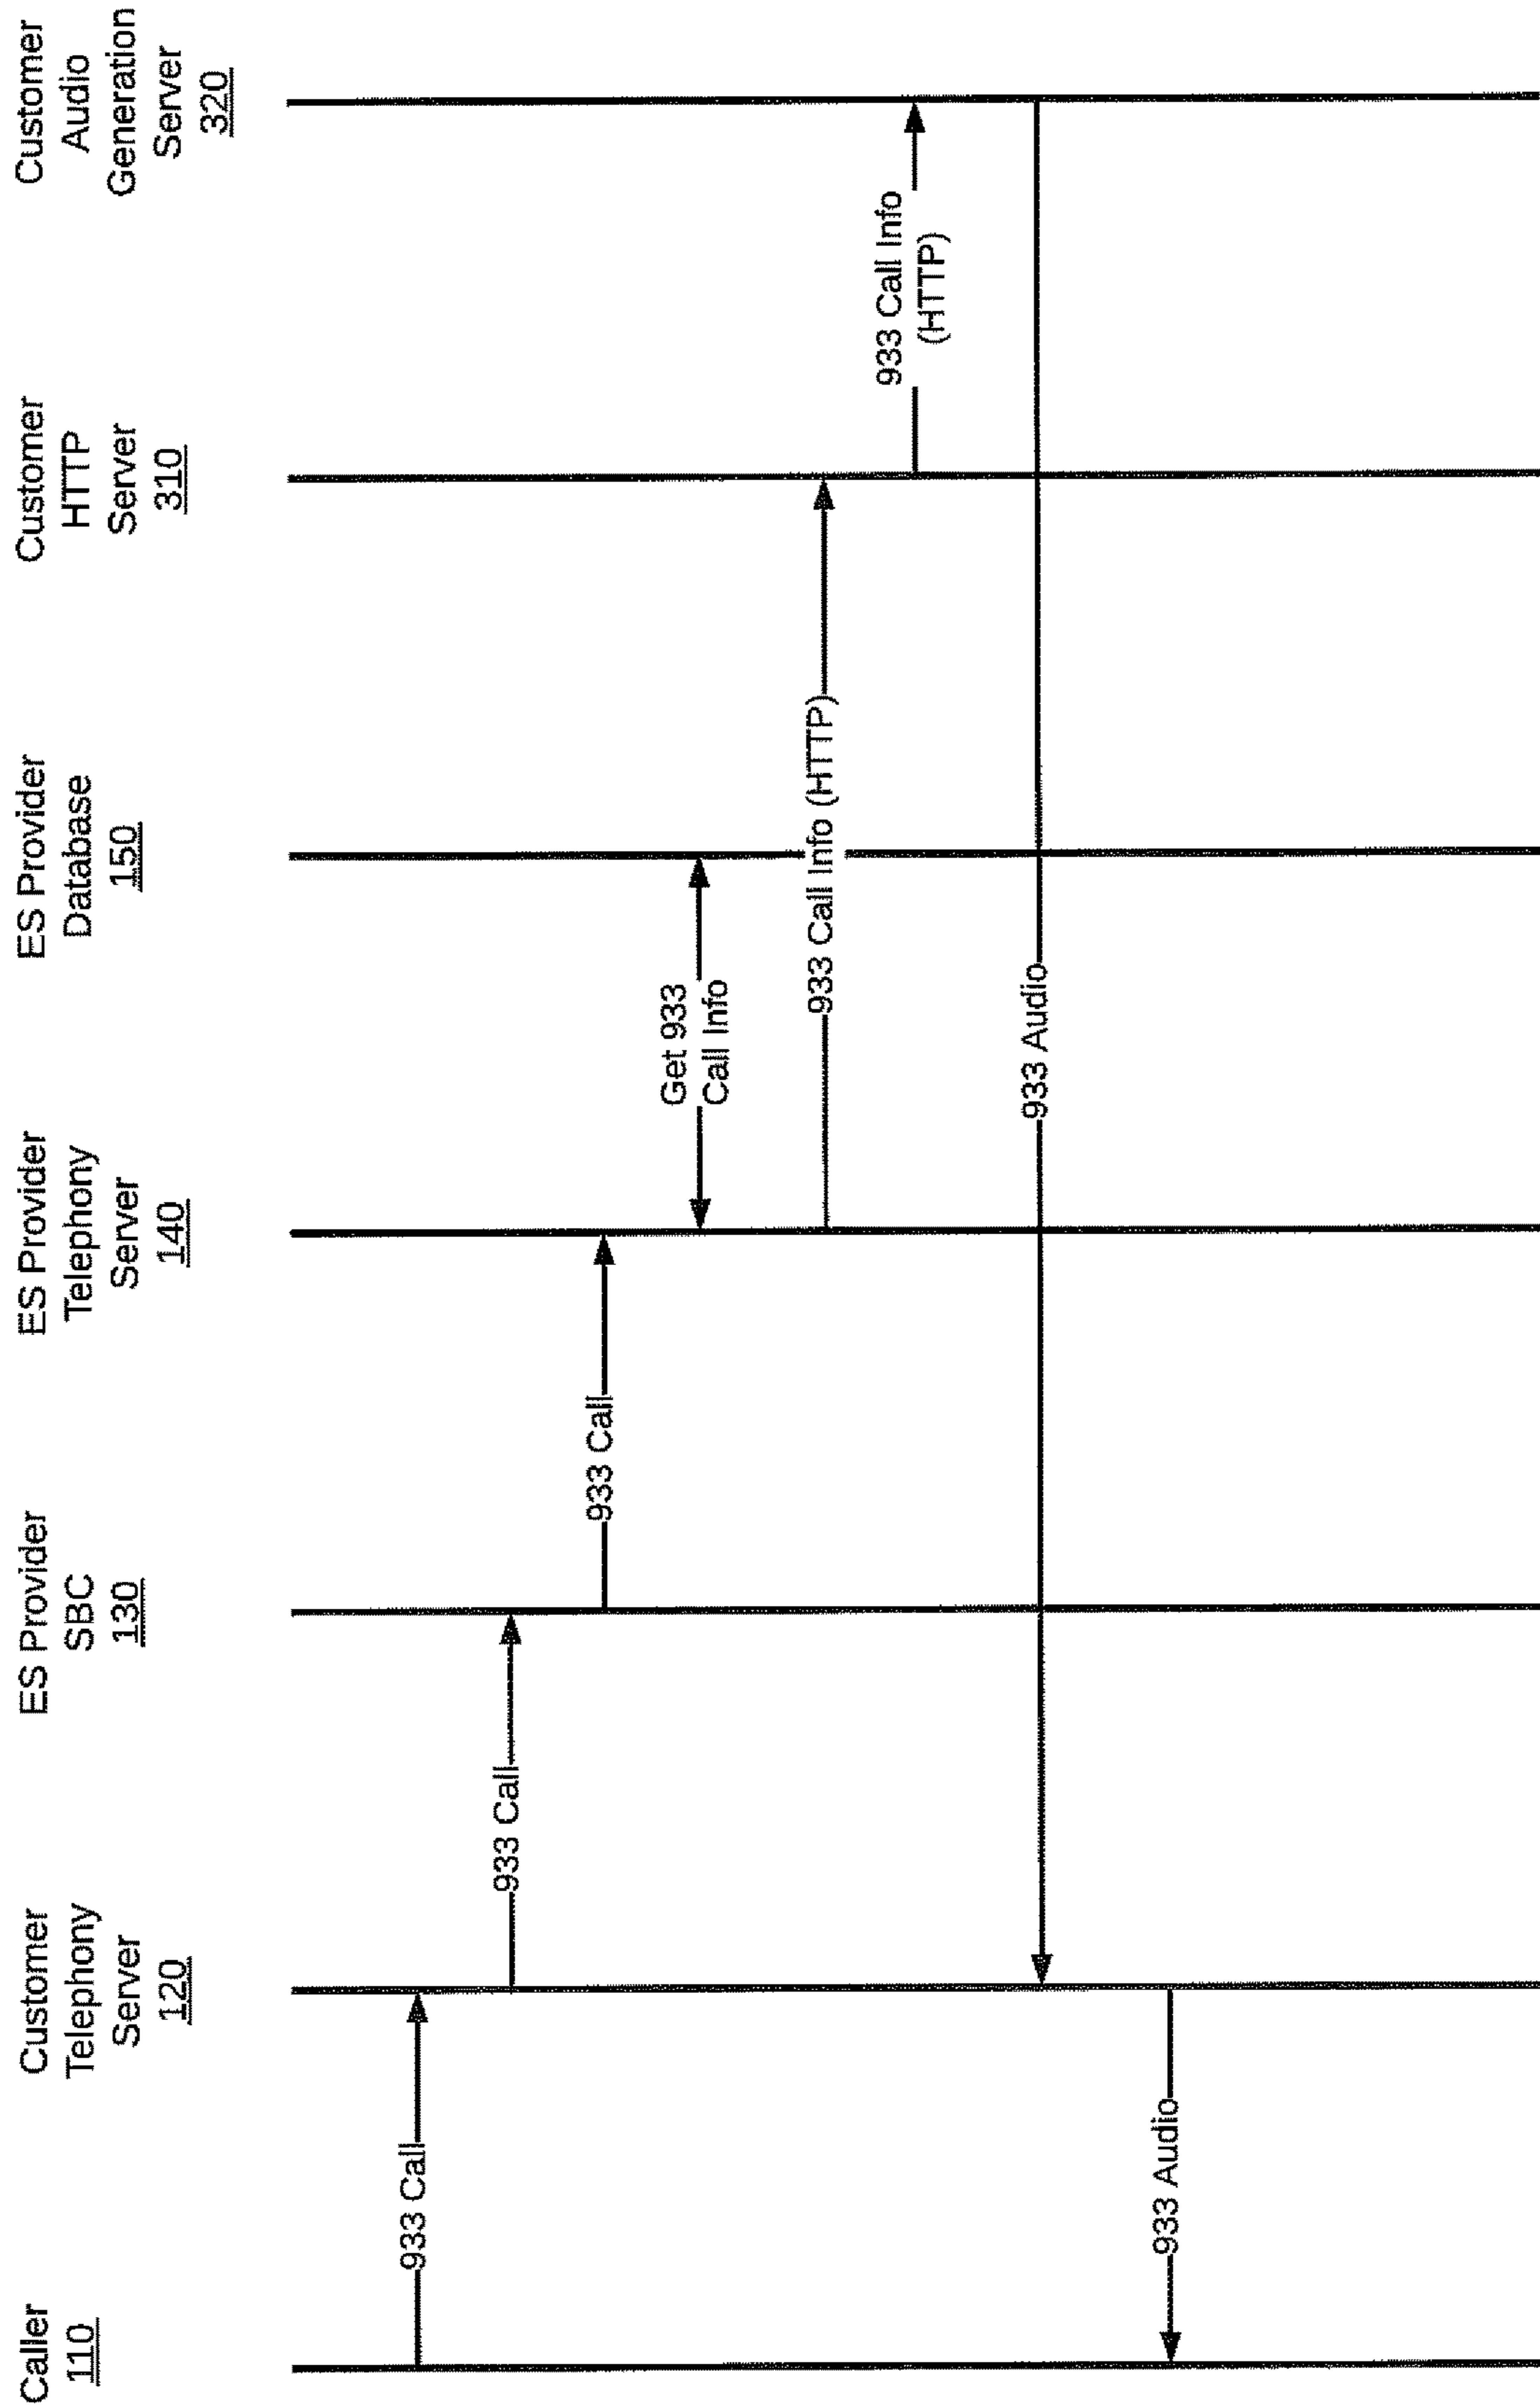 Caller
110
Customer
Telephony
Server
120
ES Provider
SBC
130
ES Provider
Telephony
Server
140
ES Provider
Database
150
Customer
HTTP
Server
310
Customer
Audio
Generation
Server
320
933 Call
933 Call
933 Call
Get 933
Call Info
933 Call Info (HTTP)
933 Call Info
(HTTP)
933 Audio
933 Audio